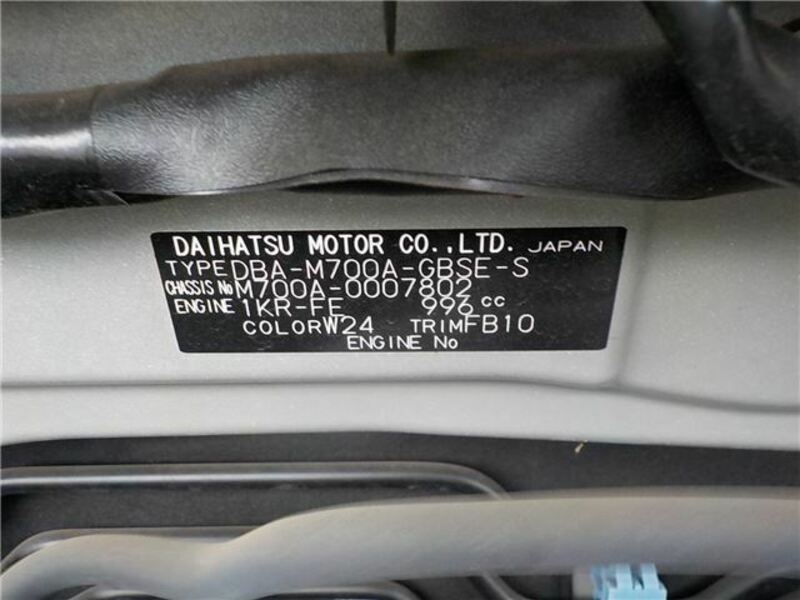 DAIHATSU MOTOR CO.,LTD. JAPAN
TYPE DBA-M700A-GBSE-S
CHASSIS No M700A-0007802
ENGINE 1KR-FE 996 cc
COLOR W24 TRIM FB10
ENGINE No